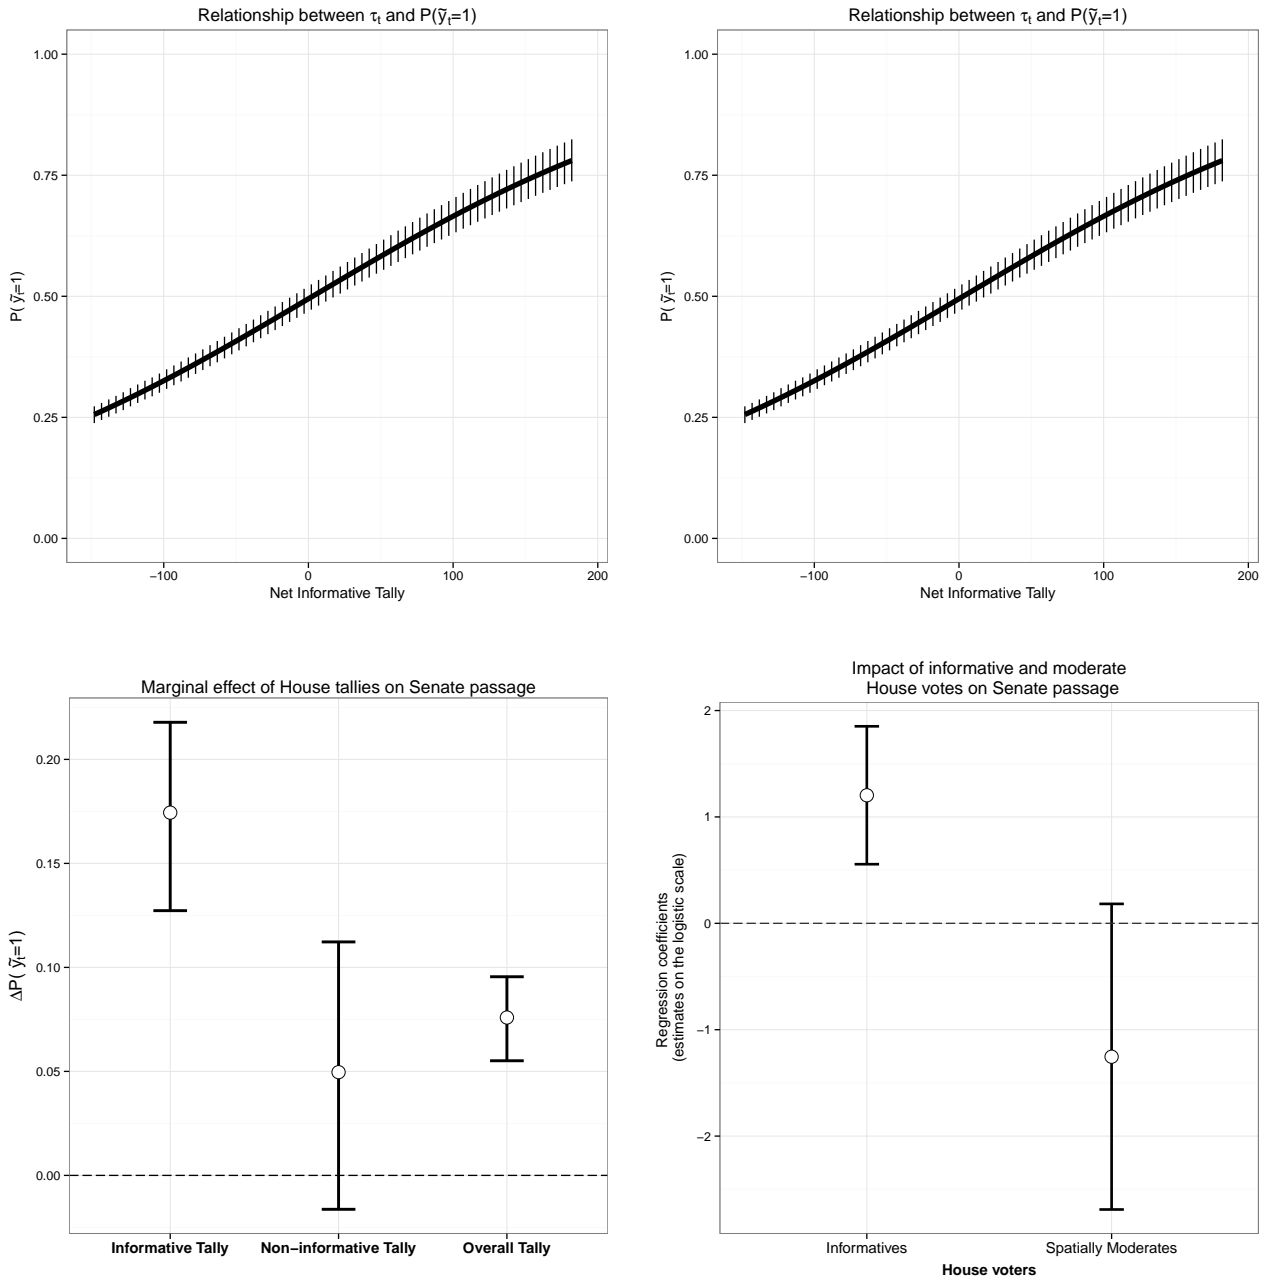 Relationship between τt and P(ỹt=1)
1.00
0.75
0.50
0.25
0.00
P( ỹt=1)
−100 0 100 200
Net Informative Tally
Relationship between τt and P(ỹt=1)
1.00
0.75
0.50
0.25
0.00
P( ỹt=1)
−100 0 100 200
Net Informative Tally
Marginal effect of House tallies on Senate passage
0.20
0.15
0.10
0.05
0.00
ΔP( ỹt=1)
Informative Tally Non−informative Tally Overall Tally
Impact of informative and moderate
House votes on Senate passage
2
1
0
−1
−2
Regression coefficients
(estimates on the logistic scale)
Informatives Spatially Moderates
House voters